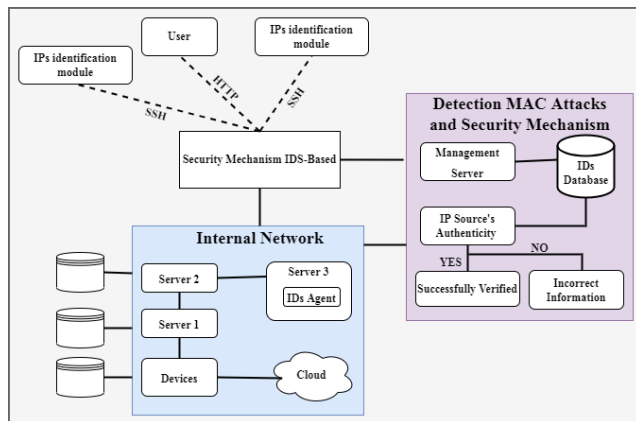 IPs identification
module
User
IPs identification
module
SSH
HTTP
SSH
Security Mechanism IDS-Based
Detection MAC Attacks
and Security Mechanism
Management
Server
IDs
Database
IP Source's
Authenticity
YES
NO
Successfully Verified
Incorrect
Information
Internal Network
Server 2
Server 3
IDs Agent
Server 1
Devices
Cloud